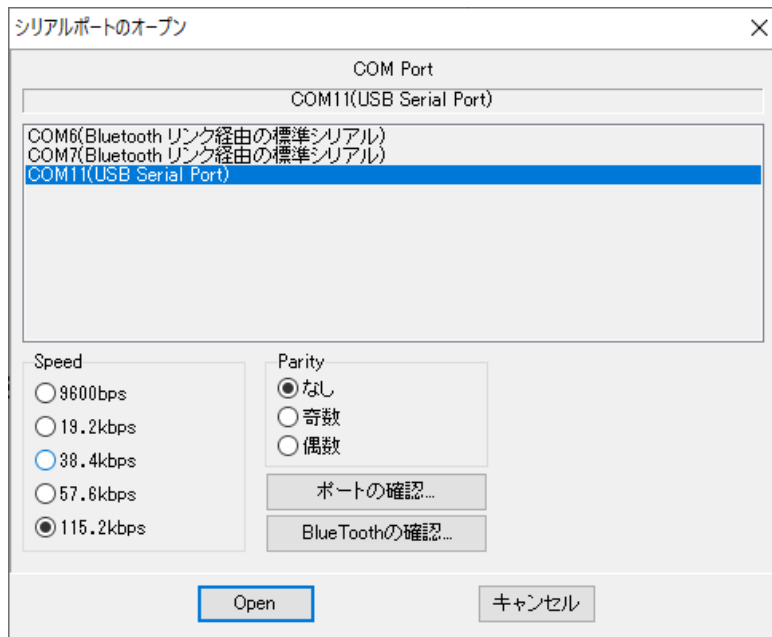 シリアルポートのオープン
COM Port
COM11(USB Serial Port)
COM6(Bluetooth リンク経由の標準シリアル)
COM7(Bluetooth リンク経由の標準シリアル)
COM11(USB Serial Port)
Speed
9600bps
19.2kbps
38.4kbps
57.6kbps
115.2kbps
Parity
なし
奇数
偶数
ポートの確認...
BlueToothの確認...
Open
キャンセル